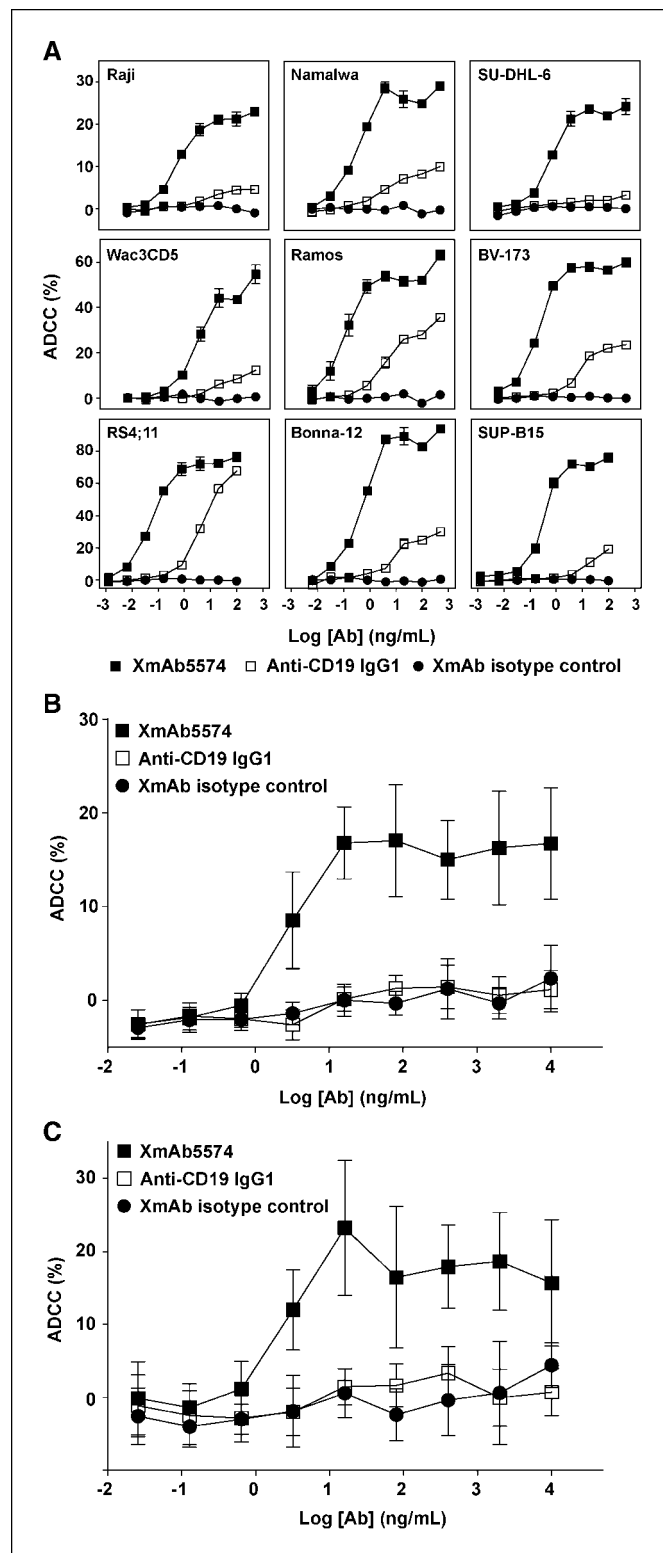 A
Raji Namalwa SU-DHL-6
30
20
10
0
Wac3CD5 Ramos BV-173
60
40
20
0
ADCC (%)
RS4;11 Bonna-12 SUP-B15
80
60
40
20
0
-3 -2 -1 0 1 2 3 -3 -2 -1 0 1 2 3 -3 -2 -1 0 1 2 3
Log [Ab] (ng/mL)
XmAb5574 Anti-CD19 IgG1 XmAb isotype control
B
30
XmAb5574
Anti-CD19 IgG1
XmAb isotype control
20
ADCC (%)
10
0
-2 -1 0 1 2 3 4
Log [Ab] (ng/mL)
C
XmAb5574
30
Anti-CD19 IgG1
XmAb isotype control
20
ADCC (%)
10
0
-2 -1 0 1 2 3 4
Log [Ab] (ng/mL)